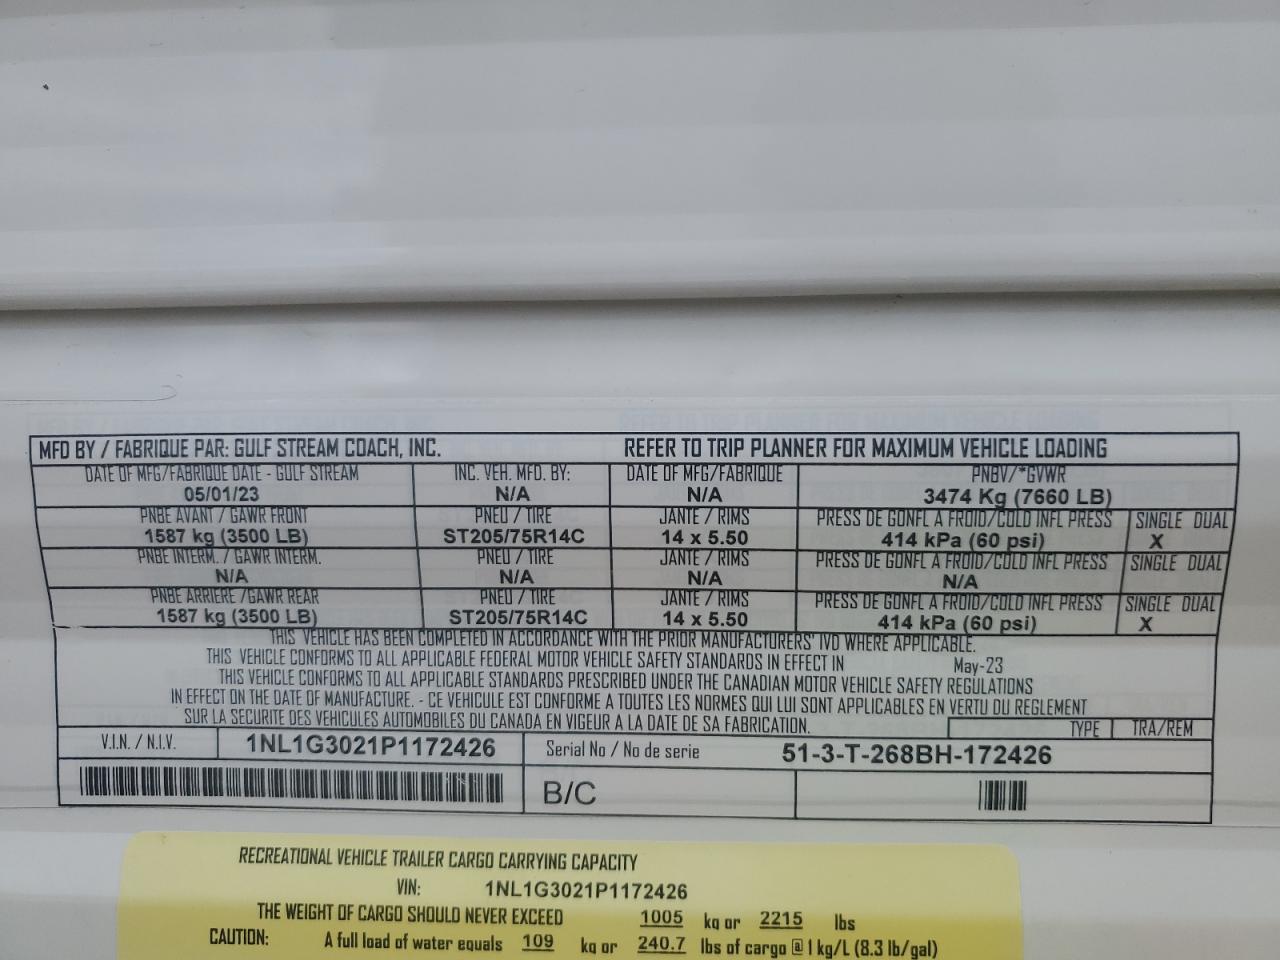 MFD BY / FABRIQUE PAR: GULF STREAM COACH, INC. REFER TO TRIP PLANNER FOR MAXIMUM VEHICLE LOADING
DATE OF MFG/FABRIQUE DATE - GULF STREAM INC. VEH. MFD. BY: DATE OF MFG/FABRIQUE PNBV/*GVWR
05/01/23 N/A N/A 3474 Kg (7660 LB)
PNBE AVANT / GAWR FRONT PNEU / TIRE JANTE / RIMS PRESS DE GONFL A FROID/COLD INFL PRESS SINGLE DUAL
1587 kg (3500 LB) ST205/75R14C 14 x 5.50 414 kPa (60 psi) X
PNBE INTERM. / GAWR INTERM. PNEU / TIRE JANTE / RIMS PRESS DE GONFL A FROID/COLD INFL PRESS SINGLE DUAL
N/A N/A N/A N/A
PNBE ARRIERE /GAWR REAR PNEU / TIRE JANTE / RIMS PRESS DE GONFL A FROID/COLD INFL PRESS SINGLE DUAL
1587 kg (3500 LB) ST205/75R14C 14 x 5.50 414 kPa (60 psi) X
THIS VEHICLE HAS BEEN COMPLETED IN ACCORDANCE WITH THE PRIOR MANUFACTURERS' IVD WHERE APPLICABLE.
THIS VEHICLE CONFORMS TO ALL APPLICABLE FEDERAL MOTOR VEHICLE SAFETY STANDARDS IN EFFECT IN May-23
THIS VEHICLE CONFORMS TO ALL APPLICABLE STANDARDS PRESCRIBED UNDER THE CANADIAN MOTOR VEHICLE SAFETY REGULATIONS
IN EFFECT ON THE DATE OF MANUFACTURE. - CE VEHICULE EST CONFORME A TOUTES LES NORMES QUI LUI SONT APPLICABLES EN VERTU DU REGLEMENT
SUR LA SECURITE DES VEHICULES AUTOMOBILES DU CANADA EN VIGEUR A LA DATE DE SA FABRICATION.
TYPE TRA/REM
V.I.N. / N.I.V. 1NL1G3021P1172426 Serial No / No de serie 51-3-T-268BH-172426
B/C
RECREATIONAL VEHICLE TRAILER CARGO CARRYING CAPACITY
VIN: 1NL1G3021P1172426
THE WEIGHT OF CARGO SHOULD NEVER EXCEED 1005 kg or 2215 lbs
CAUTION: A full load of water equals 109 kg or 240.7 lbs of cargo @ 1 kg/L (8.3 lb/gal)